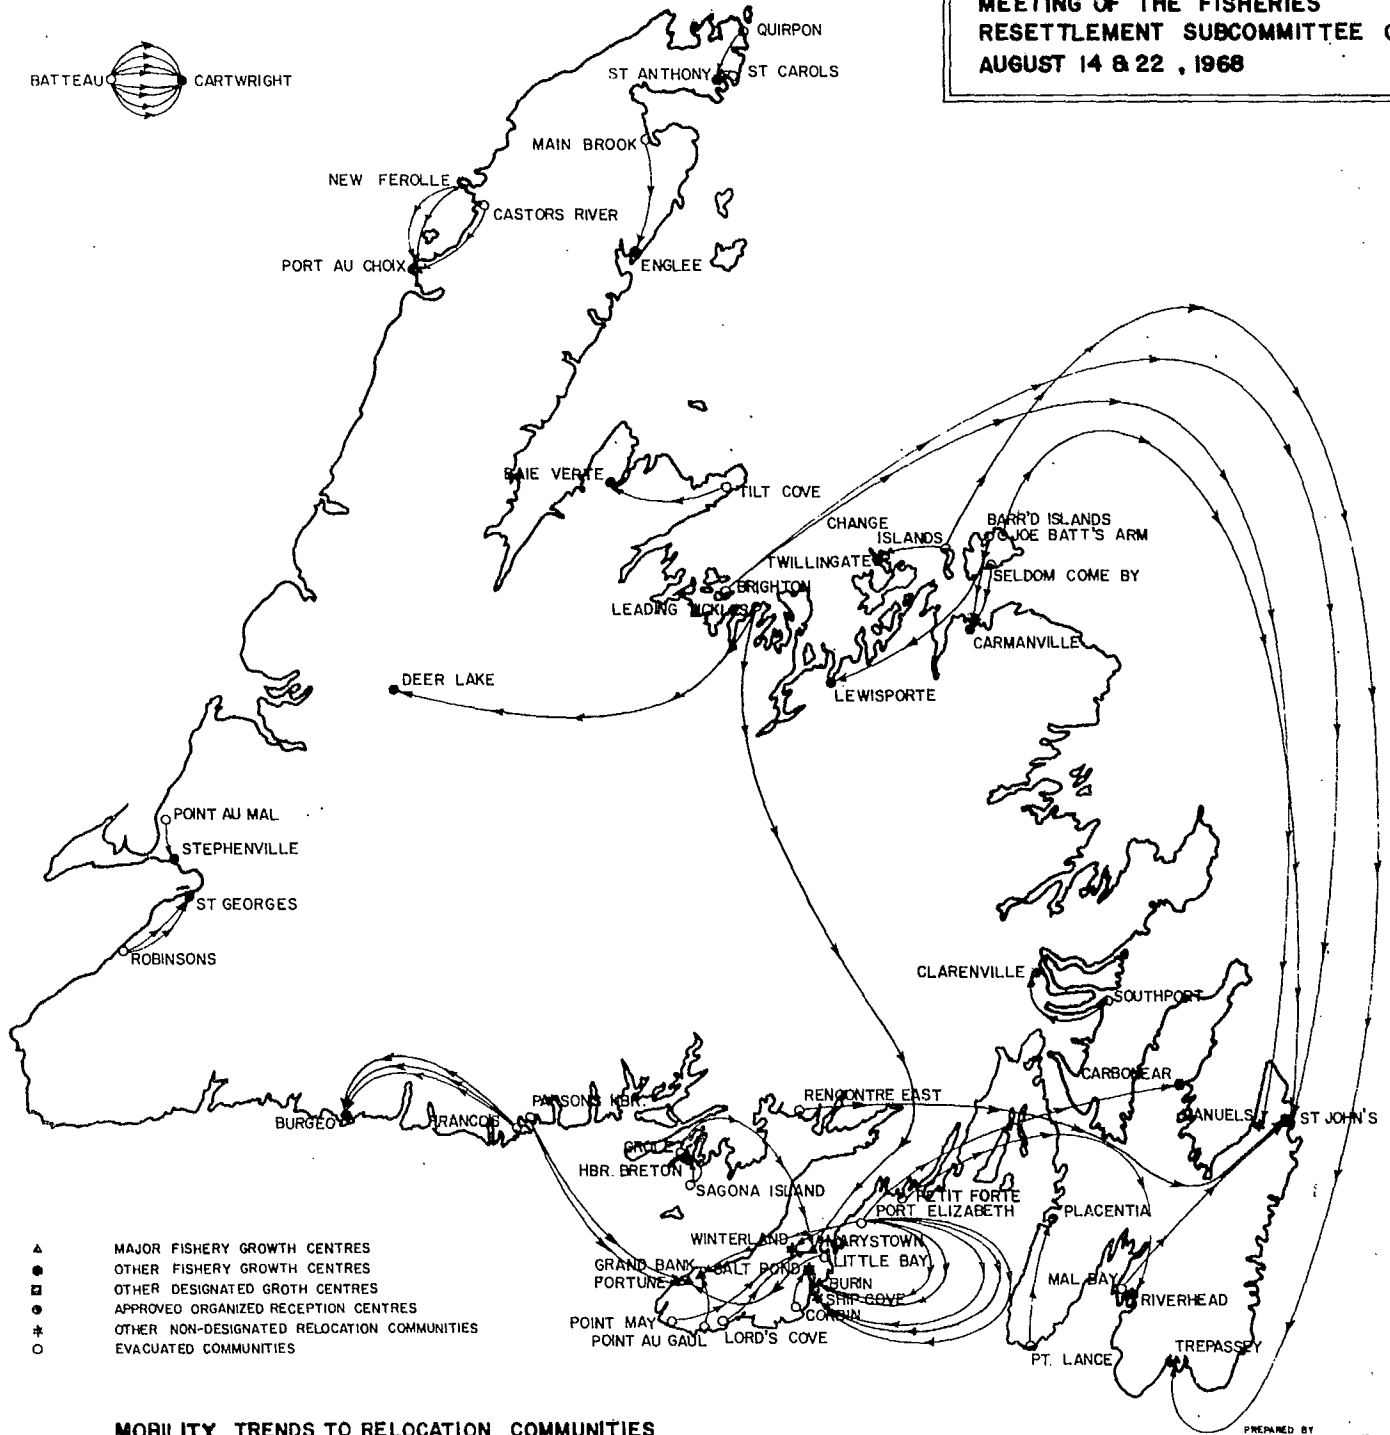 MEETING OF THE FISHERIES
RESETTLEMENT SUBCOMMITTEE
AUGUST 14 & 22 , 1968
QUIRPON
ST ANTHONY
ST CAROLS
BATTEAU
CARTWRIGHT
MAIN BROOK
NEW FEROLLE
CASTORS RIVER
PORT AU CHOIX
ENGLEE
BAIE VERTE
TILT COVE
CHANGE
ISLANDS
BARR'D ISLANDS
JOE BATT'S ARM
TWILLINGATE
SELDOM COME BY
BRIGHTON
LEADING TICKLES
CARMANVILLE
DEER LAKE
LEWISPORTE
POINT AU MAL
STEPHENVILLE
ST GEORGES
ROBINSONS
CLARENVILLE
SOUTHPORT
CARBONEAR
PARSONS HBR.
RENCONTRE EAST
BURGEO
FRANCOIS
MANUELS
ST JOHN'S
GROLE
HBR. BRETON
SAGONA ISLAND
PETIT FORTE
PORT ELIZABETH
PLACENTIA
WINTERLAND
MARYSTOWN
LITTLE BAY
GRAND BANK
SALT POND
FORTUNE
BURIN
SHIP COVE
CORBIN
MAL BAY
RIVERHEAD
POINT MAY
LORD'S COVE
POINT AU GAUL
PT. LANCE
TREPASSEY
MAJOR FISHERY GROWTH CENTRES
OTHER FISHERY GROWTH CENTRES
OTHER DESIGNATED GROTH CENTRES
APPROVED ORGANIZED RECEPTION CENTRES
OTHER NON-DESIGNATED RELOCATION COMMUNITIES
EVACUATED COMMUNITIES
MOBILITY TRENDS TO RELOCATION COMMUNITIES
PREPARED BY